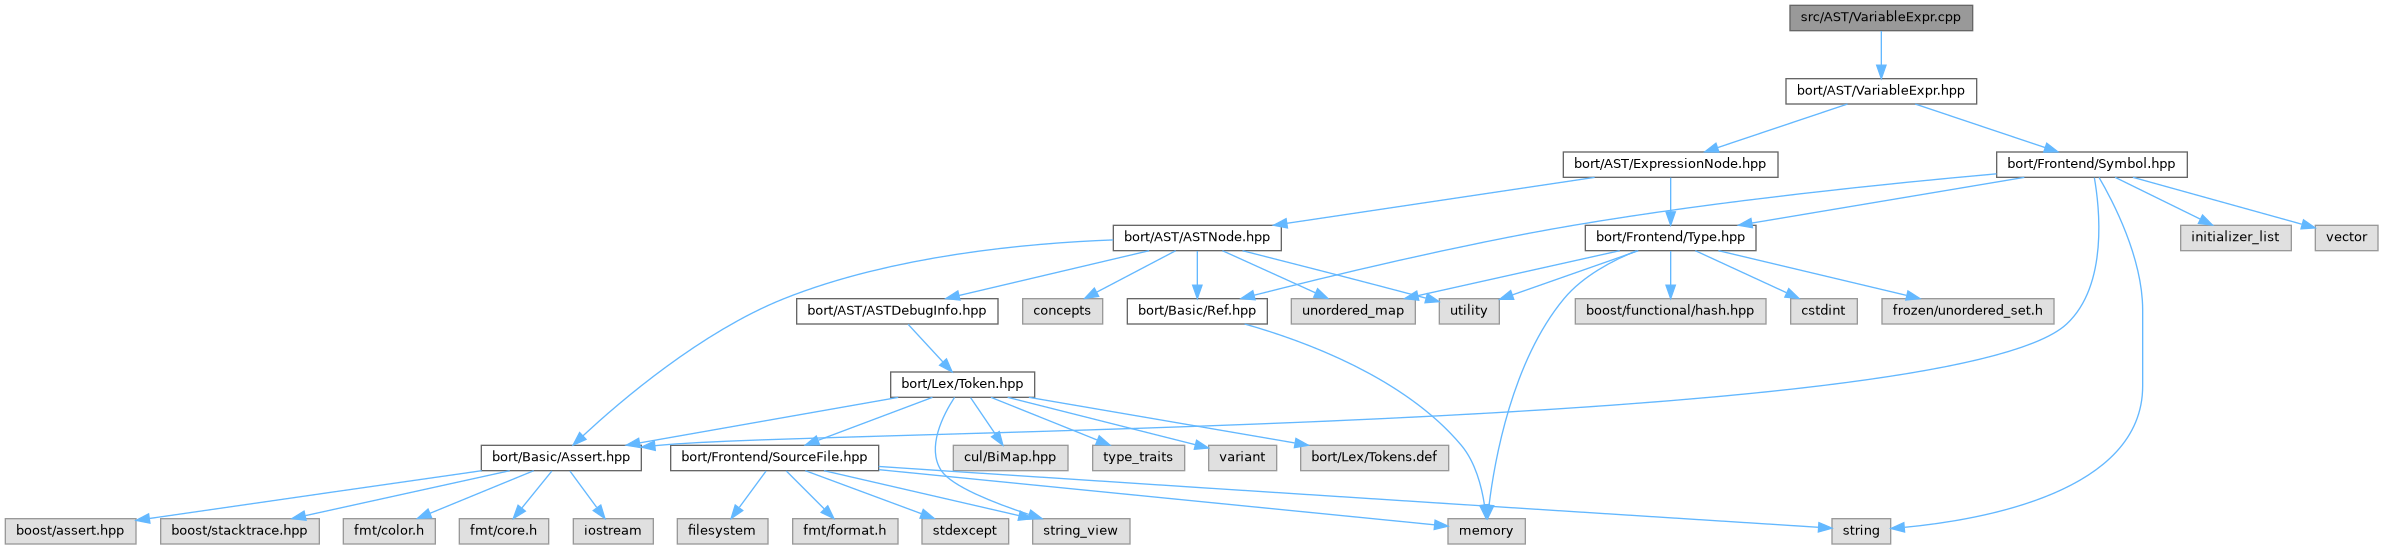 src/AST/VariableExpr.cpp
bort/AST/VariableExpr.hpp
bort/AST/ExpressionNode.hpp
bort/Frontend/Symbol.hpp
bort/AST/ASTNode.hpp
bort/Frontend/Type.hpp
initializer_list
vector
bort/AST/ASTDebugInfo.hpp
concepts
bort/Basic/Ref.hpp
unordered_map
utility
boost/functional/hash.hpp
cstdint
frozen/unordered_set.h
bort/Lex/Token.hpp
bort/Basic/Assert.hpp
bort/Frontend/SourceFile.hpp
cul/BiMap.hpp
type_traits
variant
bort/Lex/Tokens.def
boost/assert.hpp
boost/stacktrace.hpp
fmt/color.h
fmt/core.h
iostream
filesystem
fmt/format.h
stdexcept
string_view
memory
string